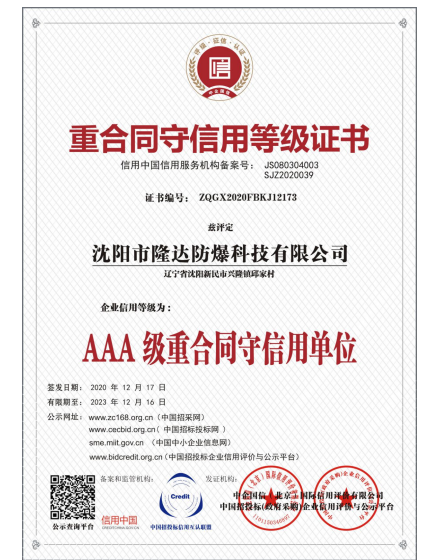 评级·征信·认证
重合同守信用等级证书
信用中国信用服务机构备案号： JS080304003
SJZ2020039
证书编号： ZQGX2020FBKJ12173
兹评定
沈阳市隆达防爆科技有限公司
辽宁省沈阳新民市兴隆镇邱家村
企业信用等级为：
AAA 级重合同守信用单位
签发日期： 2020 年 12 月 17 日
有限期至： 2023 年 12 月 16 日
公示网址： www.zc168.org.cn（中国招采网）
www.cecbid.org.cn（ 中国招投标网 ）
sme.miit.gov.cn （中国中小企业信息网）
www.bidcredit.org.cn（中国招投标企业信用评价与公示平台）
备案和监管机构：
发证机构：
信用中国
CREDITCHINA.GOV.CN
Credit
中国招投标信用互认联盟
公示查询平台
中企国信（北京）国际信用评价有限公司
中国招投标(政府采购)企业信用评价与公示平台